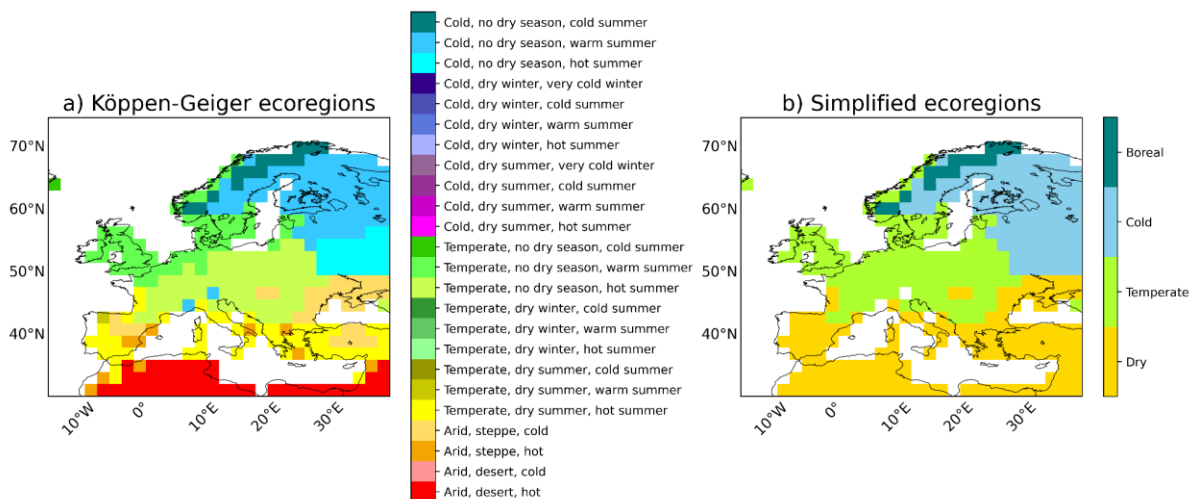 a) Köppen-Geiger ecoregions
70°N
60°N
50°N
40°N
10°W
0°
10°E
20°E
30°E
Cold, no dry season, cold summer
Cold, no dry season, warm summer
Cold, no dry season, hot summer
Cold, dry winter, very cold winter
Cold, dry winter, cold summer
Cold, dry winter, warm summer
Cold, dry winter, hot summer
Cold, dry summer, very cold winter
Cold, dry summer, cold summer
Cold, dry summer, warm summer
Cold, dry summer, hot summer
Temperate, no dry season, cold summer
Temperate, no dry season, warm summer
Temperate, no dry season, hot summer
Temperate, dry winter, cold summer
Temperate, dry winter, warm summer
Temperate, dry winter, hot summer
Temperate, dry summer, cold summer
Temperate, dry summer, warm summer
Temperate, dry summer, hot summer
Arid, steppe, cold
Arid, steppe, hot
Arid, desert, cold
Arid, desert, hot
b) Simplified ecoregions
70°N
60°N
50°N
40°N
10°W
0°
10°E
20°E
30°E
Boreal
Cold
Temperate
Dry